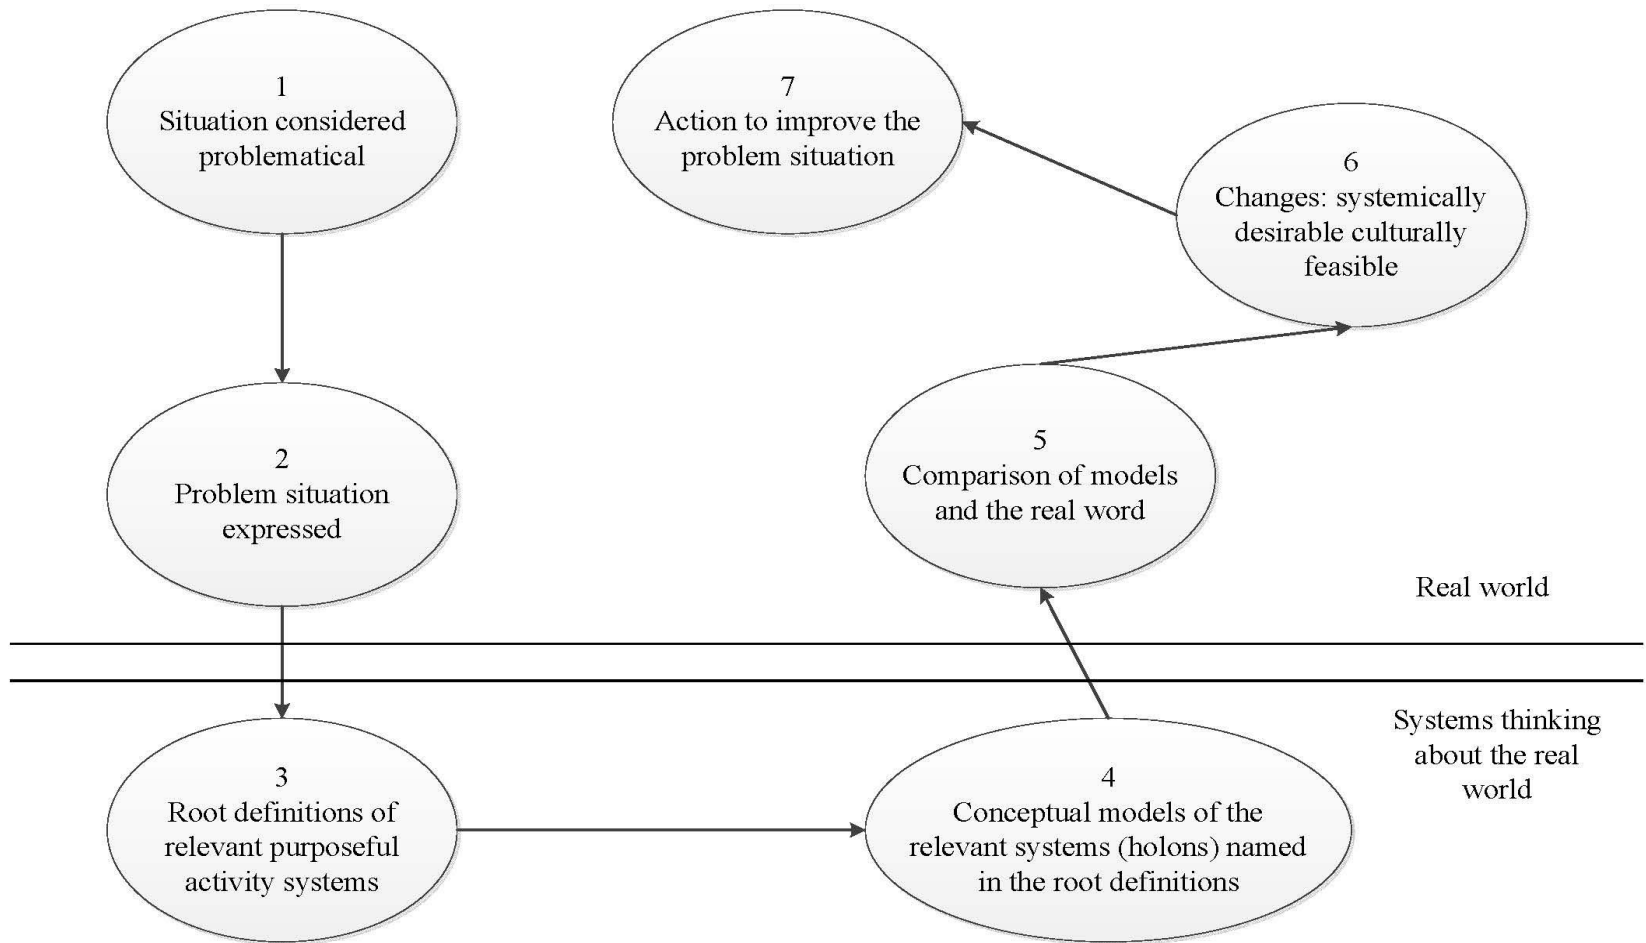 1
Situation considered
problematical
2
Problem situation
expressed
3
Root definitions of
relevant purposeful
activity systems
4
Conceptual models of the
relevant systems (holons) named
in the root definitions
5
Comparison of models
and the real word
6
Changes: systemically
desirable culturally
feasible
7
Action to improve the
problem situation
Real world
Systems thinking
about the real
world